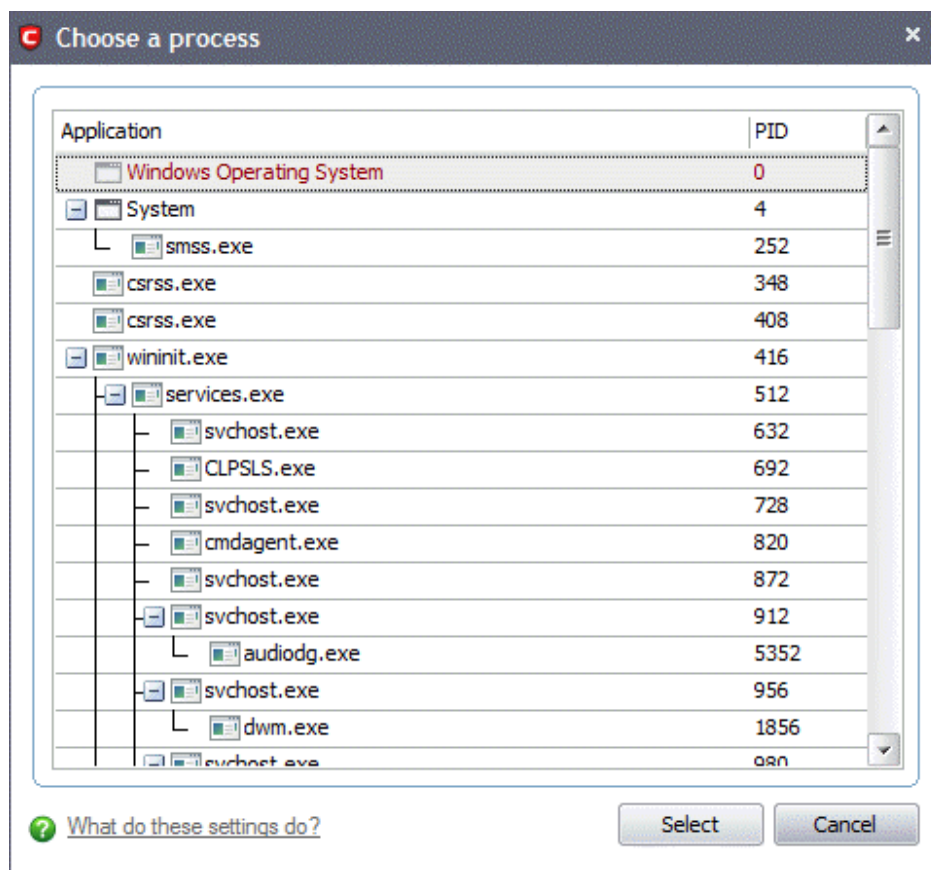 Choose a process
Application PID
Windows Operating System 0
System 4
smss.exe 252
csrss.exe 348
csrss.exe 408
wininit.exe 416
services.exe 512
svchost.exe 632
CLPSLS.exe 692
svchost.exe 728
cmdagent.exe 820
svchost.exe 872
svchost.exe 912
audiodg.exe 5352
svchost.exe 956
dwm.exe 1856
svchost.exe 980
What do these settings do? Select Cancel